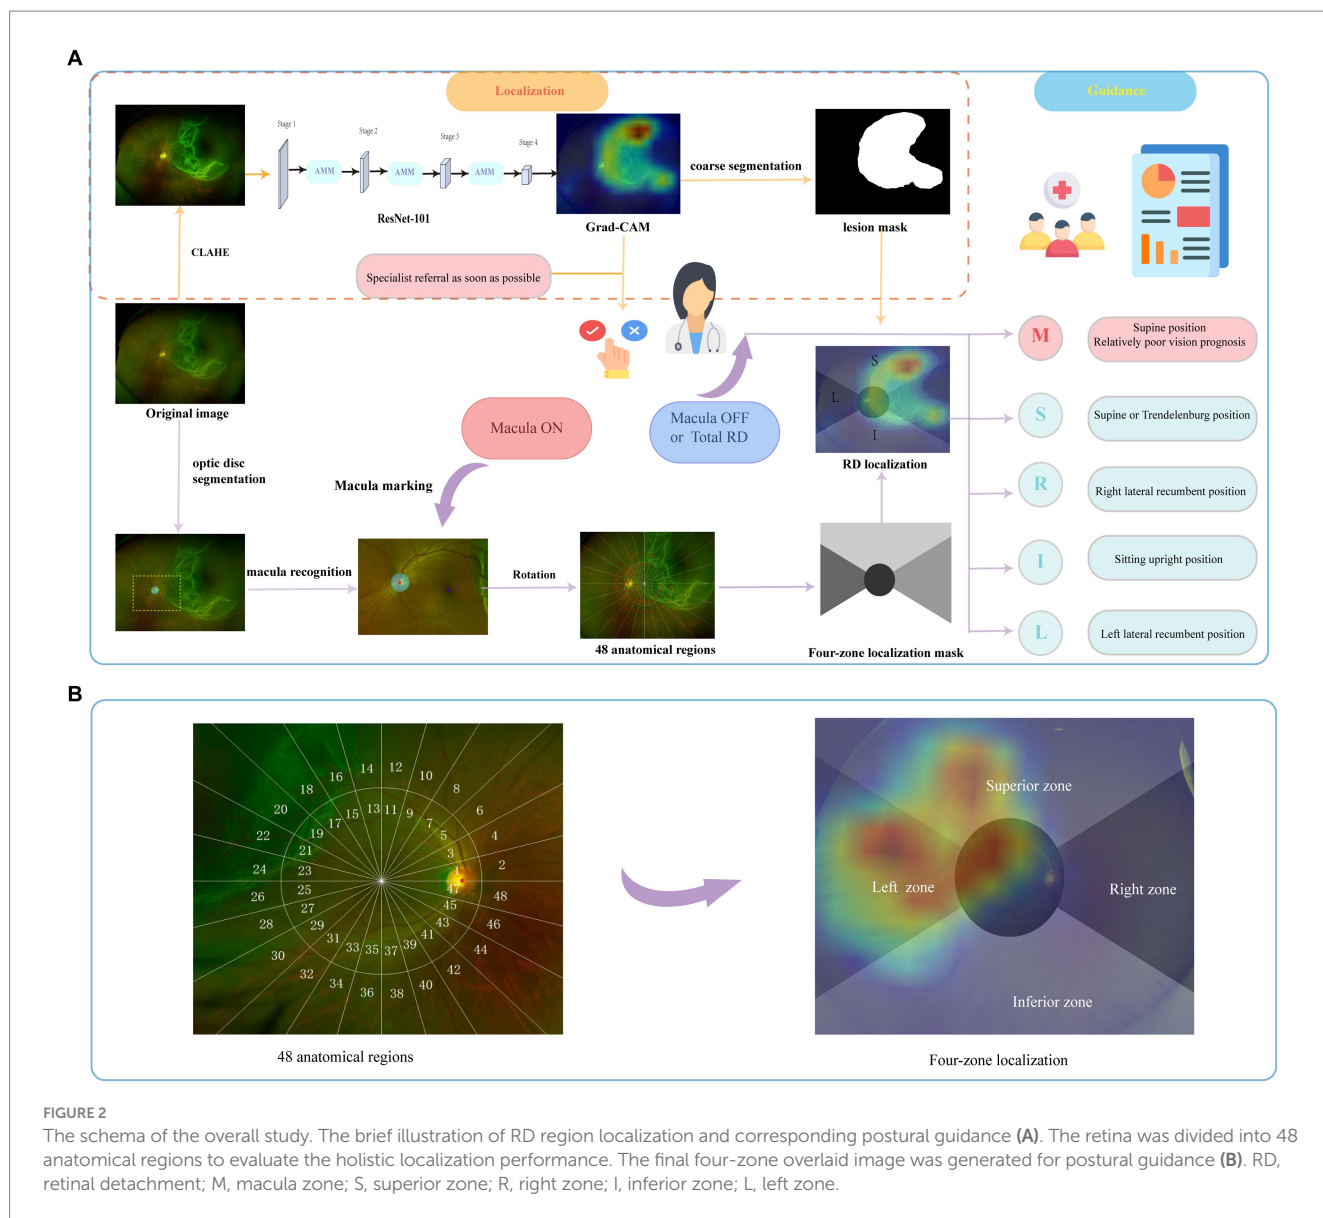 A
Localization
Guidance
Stage 1
Stage 2
Stage 3
Stage 4
AMM
AMM
AMM
ResNet-101
Grad-CAM
coarse segmentation
lesion mask
CLAHE
Specialist referral as soon as possible
Original image
Macula ON
Macula OFF
or Total RD
S
L
I
RD localization
M
Supine position
Relatively poor vision prognosis
S
Supine or Trendelenburg position
R
Right lateral recumbent position
I
Sitting upright position
L
Left lateral recumbent position
optic disc
segmentation
Macula marking
macula recognition
Rotation
48 anatomical regions
Four-zone localization mask
B
16 14 12 10 8
18 6
20 4
22 2
24 48
26 46
28 44
30 42
32 34 36 38 40
15 13 11 9 7
17 5
19 3
21 1
23 47
25 45
27 43
29 41
31 33 35 37 39
48 anatomical regions
Superior zone
Left zone
Right zone
Inferior zone
Four-zone localization
FIGURE 2
The schema of the overall study. The brief illustration of RD region localization and corresponding postural guidance (A). The retina was divided into 48
anatomical regions to evaluate the holistic localization performance. The final four-zone overlaid image was generated for postural guidance (B). RD,
retinal detachment; M, macula zone; S, superior zone; R, right zone; I, inferior zone; L, left zone.